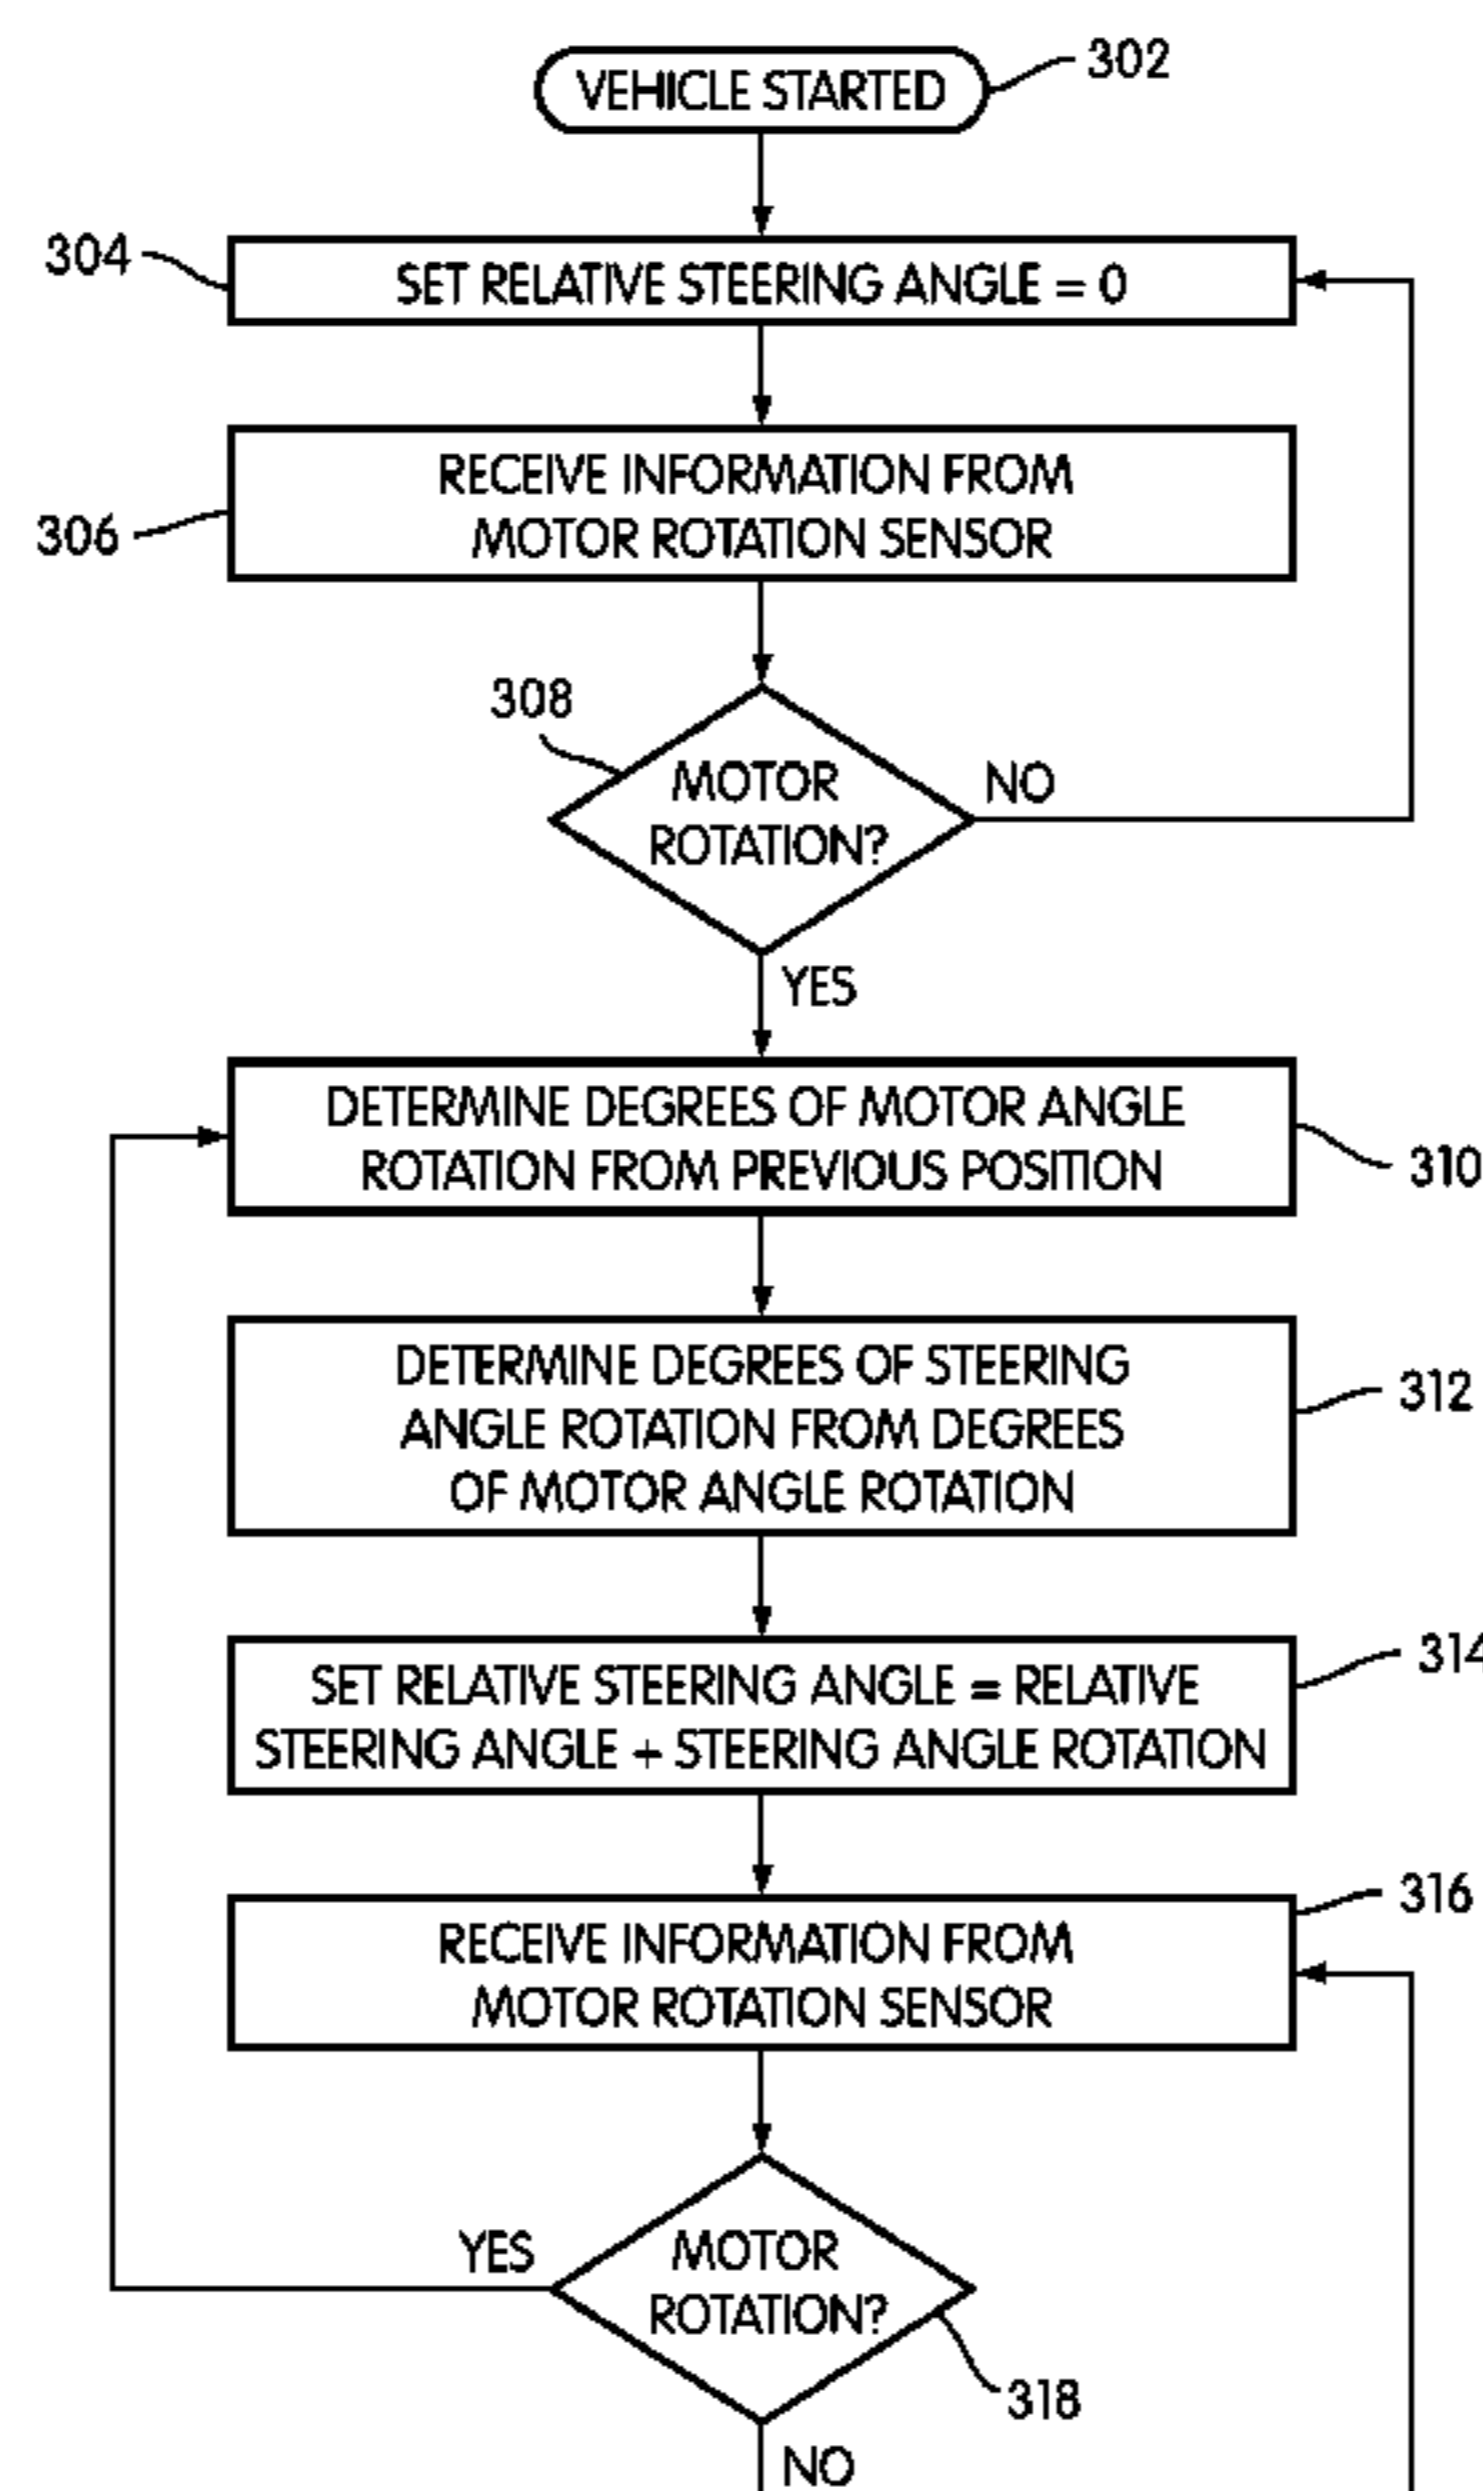 VEHICLE STARTED
302
304
SET RELATIVE STEERING ANGLE = 0
RECEIVE INFORMATION FROM
MOTOR ROTATION SENSOR
306
308
MOTOR
ROTATION?
NO
YES
DETERMINE DEGREES OF MOTOR ANGLE
ROTATION FROM PREVIOUS POSITION
310
DETERMINE DEGREES OF STEERING
ANGLE ROTATION FROM DEGREES
OF MOTOR ANGLE ROTATION
312
SET RELATIVE STEERING ANGLE = RELATIVE
STEERING ANGLE + STEERING ANGLE ROTATION
314
316
RECEIVE INFORMATION FROM
MOTOR ROTATION SENSOR
YES
MOTOR
ROTATION?
318
NO